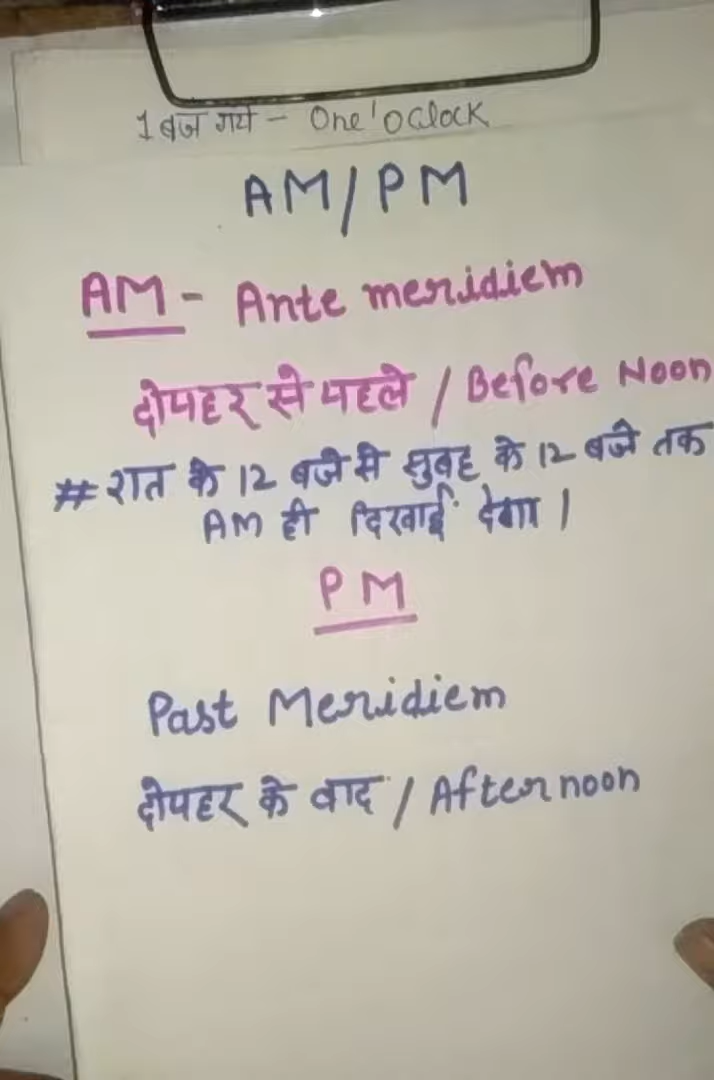 1 बज गये - One'oClock
AM/PM
AM - Ante meridiem
दोपहर से पहले / Before Noon
# रात के 12 बजे से सुबह के 12 बजे तक
AM ही दिखाई देगा।
PM
Past Meridiem
दोपहर के वाद / Afternoon